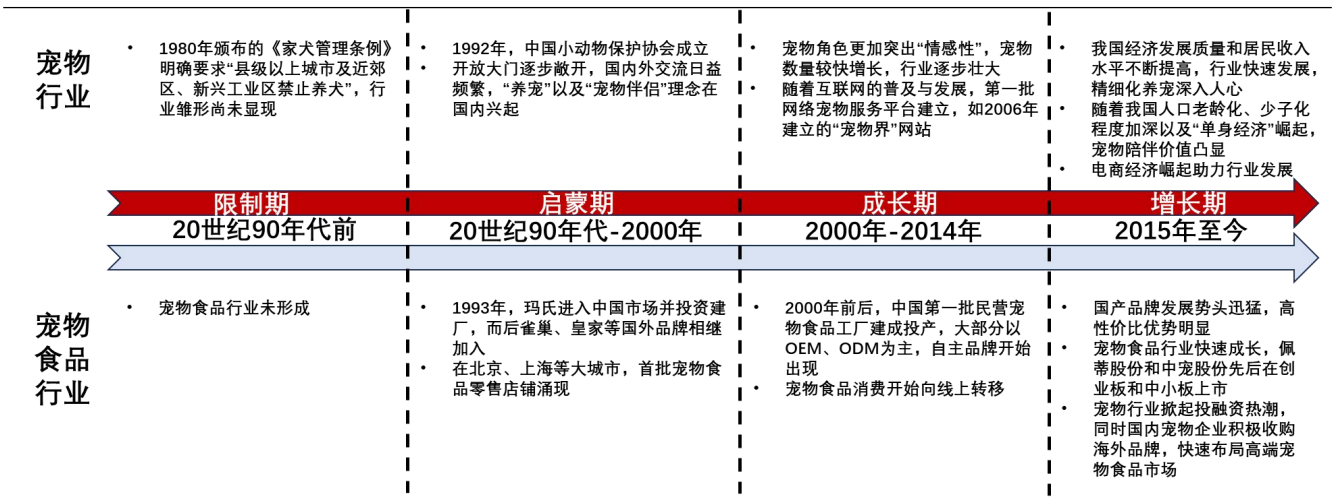 宠物
行业
• 1980年颁布的《家犬管理条例》
明确要求“县级以上城市及近郊
区、新兴工业区禁止养犬”，行
业雏形尚未显现
• 1992年，中国小动物保护协会成立
• 开放大门逐步敞开，国内外交流日益
频繁，“养宠”以及“宠物伴侣”理念在
国内兴起
• 宠物角色更加突出“情感性”，宠物
数量较快增长，行业逐步壮大
• 随着互联网的普及与发展，第一批
网络宠物服务平台建立，如2006年
建立的“宠物界”网站
• 我国经济发展质量和居民收入
水平不断提高，行业快速发展，
精细化养宠深入人心
• 随着我国人口老龄化、少子化
程度加深以及“单身经济”崛起，
宠物陪伴价值凸显
• 电商经济崛起助力行业发展
限制期
启蒙期
成长期
增长期
20世纪90年代前
20世纪90年代-2000年
2000年-2014年
2015年至今
宠物
食品
行业
• 宠物食品行业未形成
• 1993年，玛氏进入中国市场并投资建
厂，而后雀巢、皇家等国外品牌相继
加入
• 在北京、上海等大城市，首批宠物食
品零售店铺涌现
• 2000年前后，中国第一批民营宠
物食品工厂建成投产，大部分以
OEM、ODM为主，自主品牌开始
出现
• 宠物食品消费开始向线上转移
• 国产品牌发展势头迅猛，高
性价比优势明显
• 宠物食品行业快速成长，佩
蒂股份和中宠股份先后在创
业板和中小板上市
• 宠物行业掀起投融资热潮，
同时国内宠物企业积极收购
海外品牌，快速布局高端宠
物食品市场